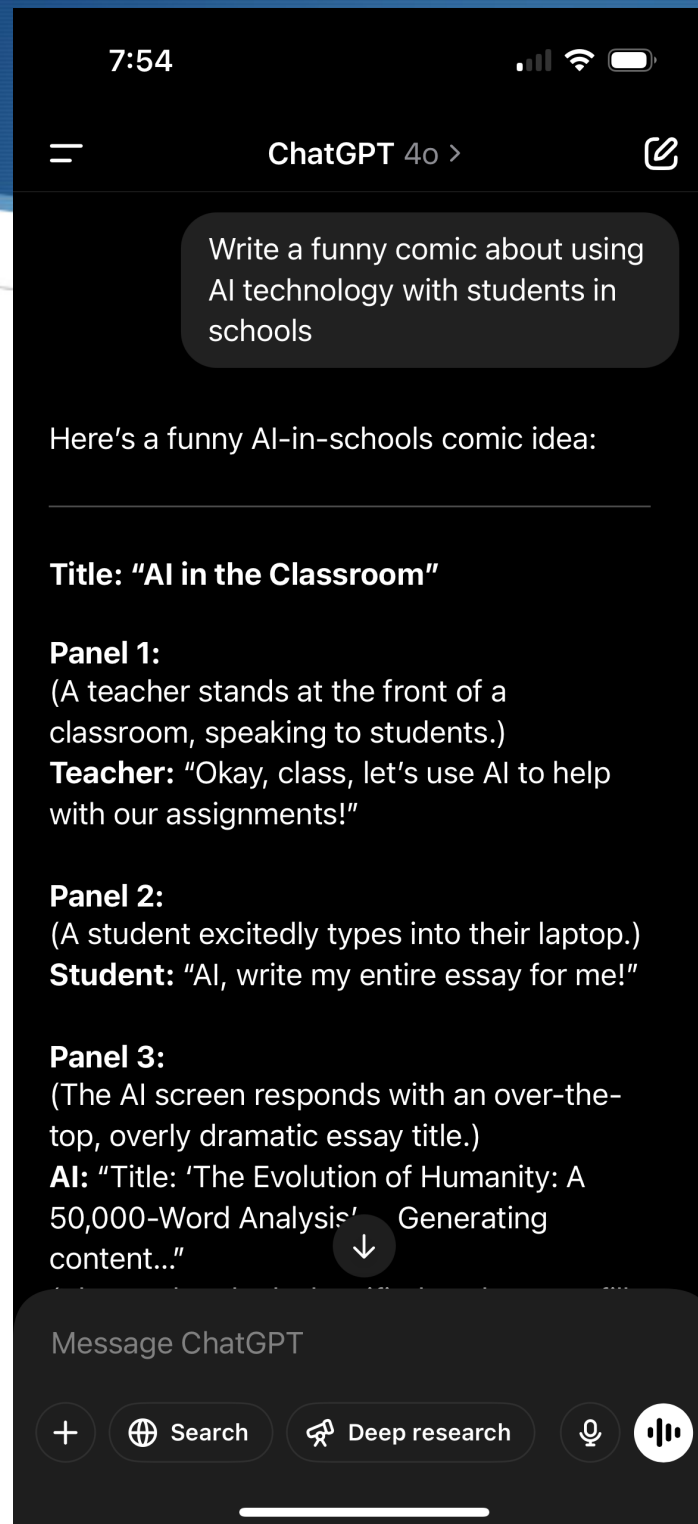 7:54
ChatGPT 4o >
Write a funny comic about using
AI technology with students in
schools
Here’s a funny AI-in-schools comic idea:
Title: “AI in the Classroom”
Panel 1:
(A teacher stands at the front of a
classroom, speaking to students.)
Teacher: “Okay, class, let’s use AI to help
with our assignments!”
Panel 2:
(A student excitedly types into their laptop.)
Student: “AI, write my entire essay for me!”
Panel 3:
(The AI screen responds with an over-the-
top, overly dramatic essay title.)
AI: “Title: ‘The Evolution of Humanity: A
50,000-Word Analysis’ Generating
content...”
Message ChatGPT
Search
Deep research